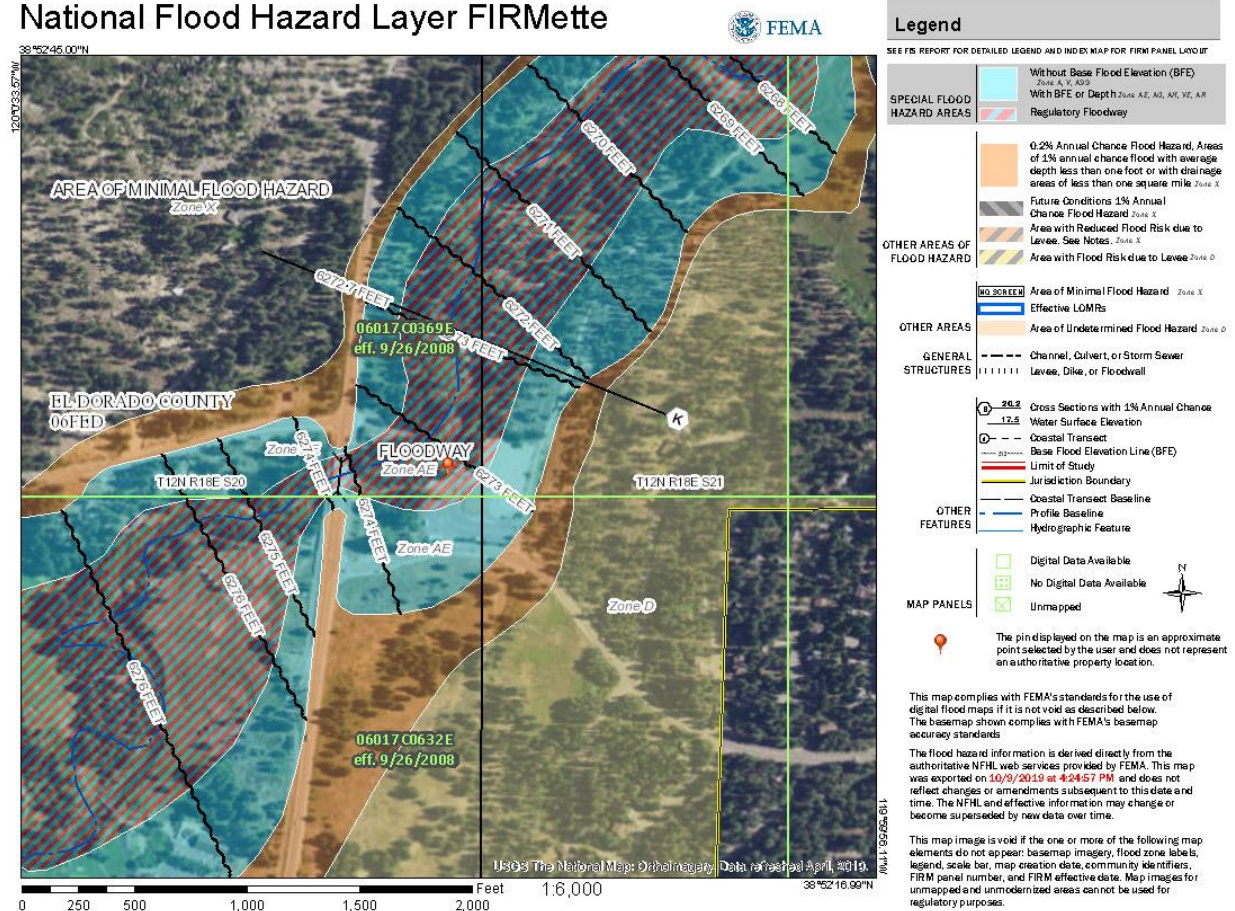 National Flood Hazard Layer FIRMette
FEMA
38°52'45.00"N
120°0'33.57"W
6268 FEET
6269 FEET
6270 FEET
AREA OF MINIMAL FLOOD HAZARD
Zone X
6271 FEET
6272.7 FEET
6272 FEET
06017C0369E
eff. 9/26/2008
73 FEET
EL DORADO COUNTY
06FED
K
FLOODWAY
Zone AE
Zone
6274 FEET
6273 FEET
T12N R18E S20
T12N R18E S21
6274 FEET
6275 FEET
Zone AE
6276 FEET
Zone D
6276 FEET
06017C0632E
eff. 9/26/2008
USGS The National Map: Orthoimagery. Data refreshed April, 2019.
119°59'56.11"W
38°52'16.99"N
0 250 500 1,000 1,500 2,000
Feet
1:6,000
Legend
SEE FIS REPORT FOR DETAILED LEGEND AND INDEX MAP FOR FIRM PANEL LAYOUT
SPECIAL FLOOD
HAZARD AREAS
Without Base Flood Elevation (BFE)
Zone A, V, A99
With BFE or Depth Zone AE, AO, AH, VE, AR
Regulatory Floodway
OTHER AREAS OF
FLOOD HAZARD
0.2% Annual Chance Flood Hazard, Areas
of 1% annual chance flood with average
depth less than one foot or with drainage
areas of less than one square mile Zone X
Future Conditions 1% Annual
Chance Flood Hazard Zone X
Area with Reduced Flood Risk due to
Levee. See Notes. Zone X
Area with Flood Risk due to Levee Zone D
OTHER AREAS
NO SCREEN
Area of Minimal Flood Hazard Zone X
Effective LOMRs
Area of Undetermined Flood Hazard Zone D
GENERAL
STRUCTURES
Channel, Culvert, or Storm Sewer
Levee, Dike, or Floodwall
OTHER
FEATURES
B 20.2
17.5
Cross Sections with 1% Annual Chance
Water Surface Elevation
Coastal Transect
Base Flood Elevation Line (BFE)
Limit of Study
Jurisdiction Boundary
Coastal Transect Baseline
Profile Baseline
Hydrographic Feature
MAP PANELS
Digital Data Available
No Digital Data Available
Unmapped
N
The pin displayed on the map is an approximate
point selected by the user and does not represent
an authoritative property location.
This map complies with FEMA's standards for the use of
digital flood maps if it is not void as described below.
The basemap shown complies with FEMA's basemap
accuracy standards
The flood hazard information is derived directly from the
authoritative NFHL web services provided by FEMA. This map
was exported on 10/9/2019 at 4:24:57 PM and does not
reflect changes or amendments subsequent to this date and
time. The NFHL and effective information may change or
become superseded by new data over time.
This map image is void if the one or more of the following map
elements do not appear: basemap imagery, flood zone labels,
legend, scale bar, map creation date, community identifiers,
FIRM panel number, and FIRM effective date. Map images for
unmapped and unmodernized areas cannot be used for
regulatory purposes.